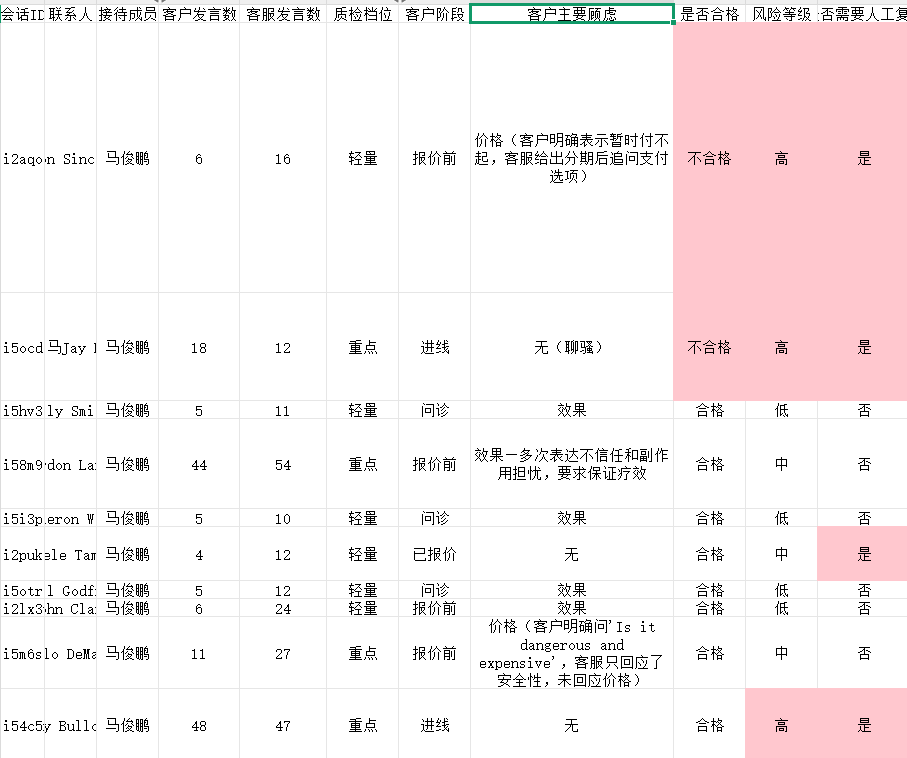 会话ID 联系人 接待成员 客户发言数 客服发言数 质检档位 客户阶段 客户主要顾虑 是否合格 风险等级 否需要人工复
i2aqo n Sinc 马俊鹏 6 16 轻量 报价前 价格（客户明确表示暂时付不 不合格 高 是
起，客服给出分期后追问支付
选项）
i5ocd 马Jay 马俊鹏 18 12 重点 进线 无（聊骚） 不合格 高 是
i5hv3 ly Smi 马俊鹏 5 11 轻量 问诊 效果 合格 低 否
i58m9 don La 马俊鹏 44 54 重点 报价前 效果—多次表达不信任和副作 合格 中 否
用担忧，要求保证疗效
i5i3p eron W 马俊鹏 5 10 轻量 问诊 效果 合格 低 否
i2puk ele Tam 马俊鹏 4 12 轻量 已报价 无 合格 中 是
i5otr l Godf 马俊鹏 5 12 轻量 问诊 效果 合格 低 否
i2lx3 hn Cla 马俊鹏 6 24 轻量 报价前 效果 合格 低 否
i5m6s lo DeMa 马俊鹏 11 27 重点 报价前 价格（客户明确问'Is it 合格 中 否
dangerous and
expensive'，客服只回应了
安全性，未回应价格）
i54c5 y Bullo 马俊鹏 48 47 重点 进线 无 合格 高 是